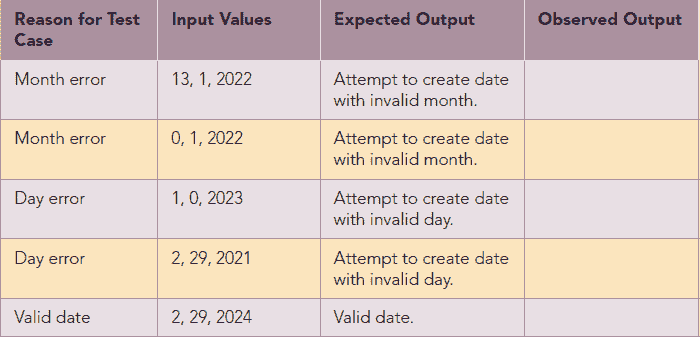 Reason for Test Case Input Values Expected Output Observed Output
Month error 13, 1, 2022 Attempt to create date
with invalid month.
Month error 0, 1, 2022 Attempt to create date
with invalid month.
Day error 1, 0, 2023 Attempt to create date
with invalid day.
Day error 2, 29, 2021 Attempt to create date
with invalid day.
Valid date 2, 29, 2024 Valid date.